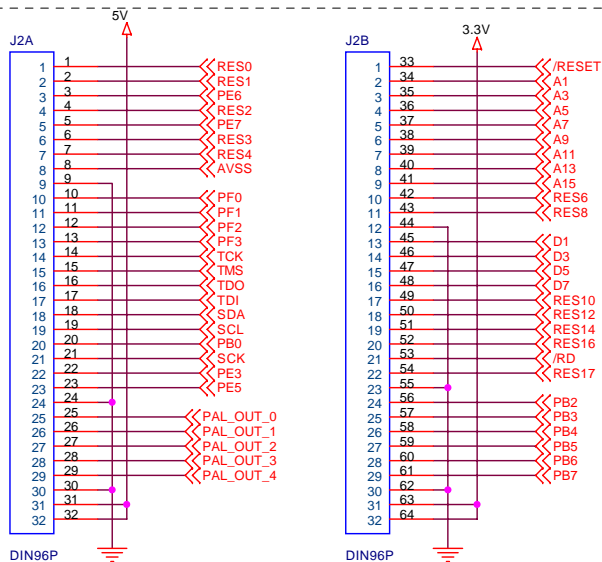 5V
J2A
1 1 RES0
2 2 RES1
3 3 PE6
4 4 RES2
5 5 PE7
6 6 RES3
7 7 RES4
8 8 AVSS
9 9
10 10 PF0
11 11 PF1
12 12 PF2
13 13 PF3
14 14 TCK
15 15 TMS
16 16 TDO
17 17 TDI
18 18 SDA
19 19 SCL
20 20 PB0
21 21 SCK
22 22 PE3
23 23 PE5
24 24
25 25 PAL_OUT_0
26 26 PAL_OUT_1
27 27 PAL_OUT_2
28 28 PAL_OUT_3
29 29 PAL_OUT_4
30 30
31 31
32 32
DIN96P
3.3V
J2B
1 33 /RESET
2 34 A1
3 35 A3
4 36 A5
5 37 A7
6 38 A9
7 39 A11
8 40 A13
9 41 A15
10 42 RES6
11 43 RES8
12 44
13 45 D1
14 46 D3
15 47 D5
16 48 D7
17 49 RES10
18 50 RES12
19 51 RES14
20 52 RES16
21 53 /RD
22 54 RES17
23 55
24 56 PB2
25 57 PB3
26 58 PB4
27 59 PB5
28 60 PB6
29 61 PB7
30 62
31 63
32 64
DIN96P